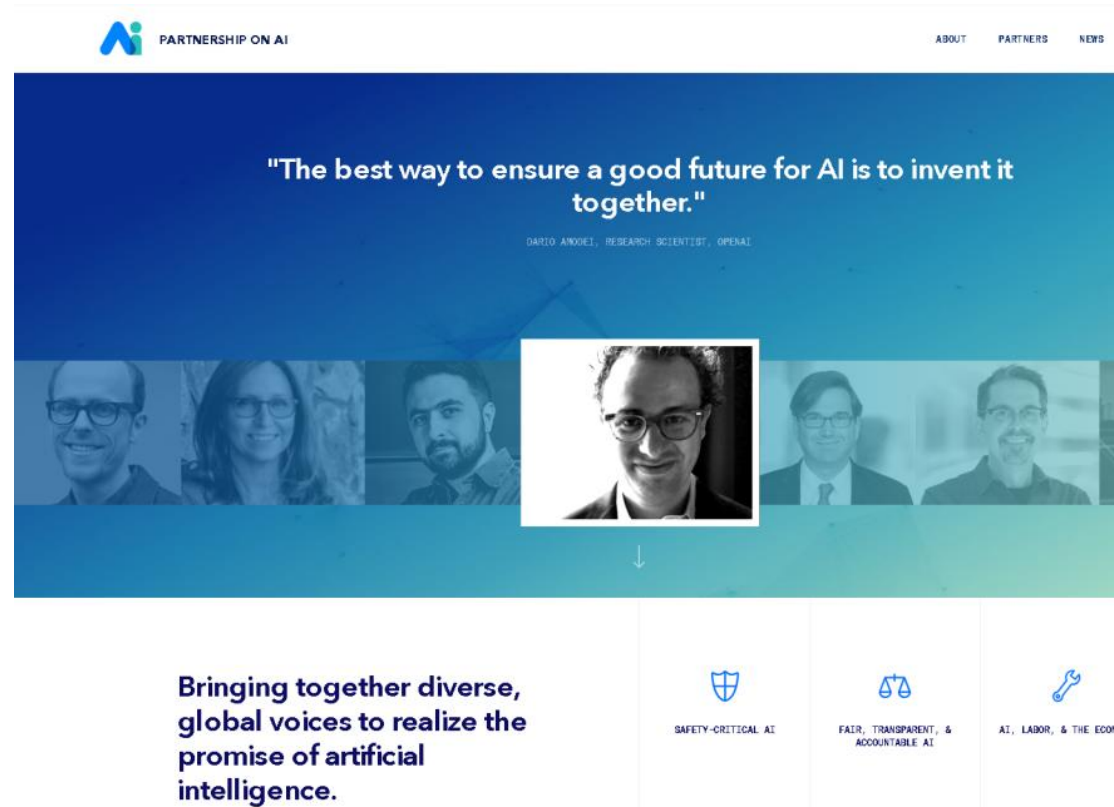 Ai PARTNERSHIP ON AI
ABOUT PARTNERS NEWS
"The best way to ensure a good future for AI is to invent it
together."
DARIO AMODEI, RESEARCH SCIENTIST, OPENAI
Bringing together diverse,
global voices to realize the
promise of artificial
intelligence.
SAFETY-CRITICAL AI
FAIR, TRANSPARENT, &
ACCOUNTABLE AI
AI, LABOR, & THE ECON